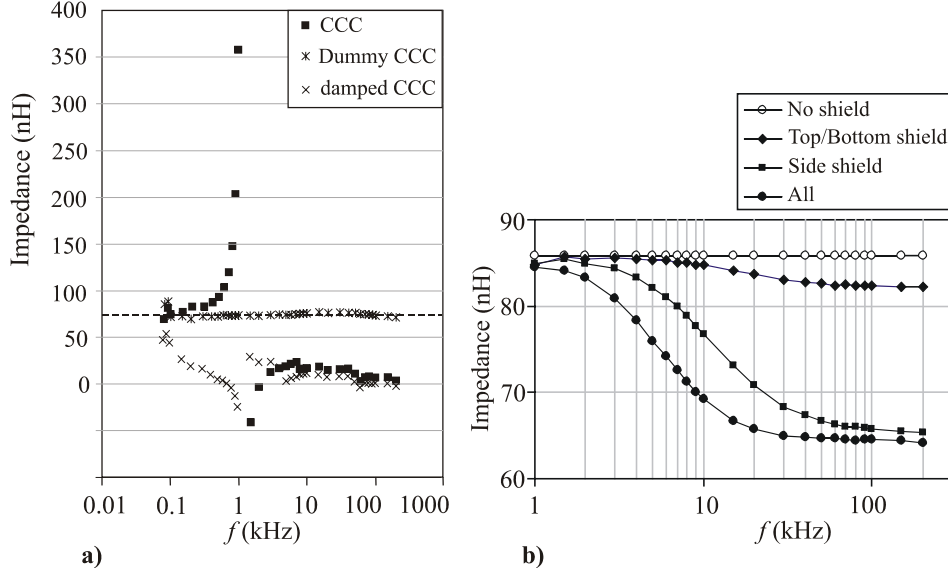 400
350
300
250
200
150
100
50
0
Impedance (nH)
CCC
Dummy CCC
damped CCC
0.01 0.1 1 10 100 1000
f (kHz)
a)
No shield
Top/Bottom shield
Side shield
All
90
80
70
60
Impedance (nH)
1 10 100
f (kHz)
b)